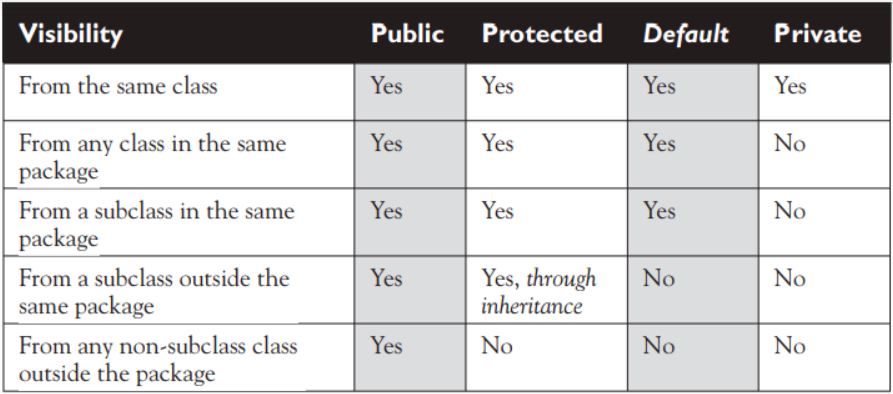 Visibility Public Protected Default Private
From the same class Yes Yes Yes Yes
From any class in the same Yes Yes Yes No
package
From a subclass in the same Yes Yes Yes No
package
From a subclass outside the Yes Yes, through No No
same package inheritance
From any non-subclass class Yes No No No
outside the package